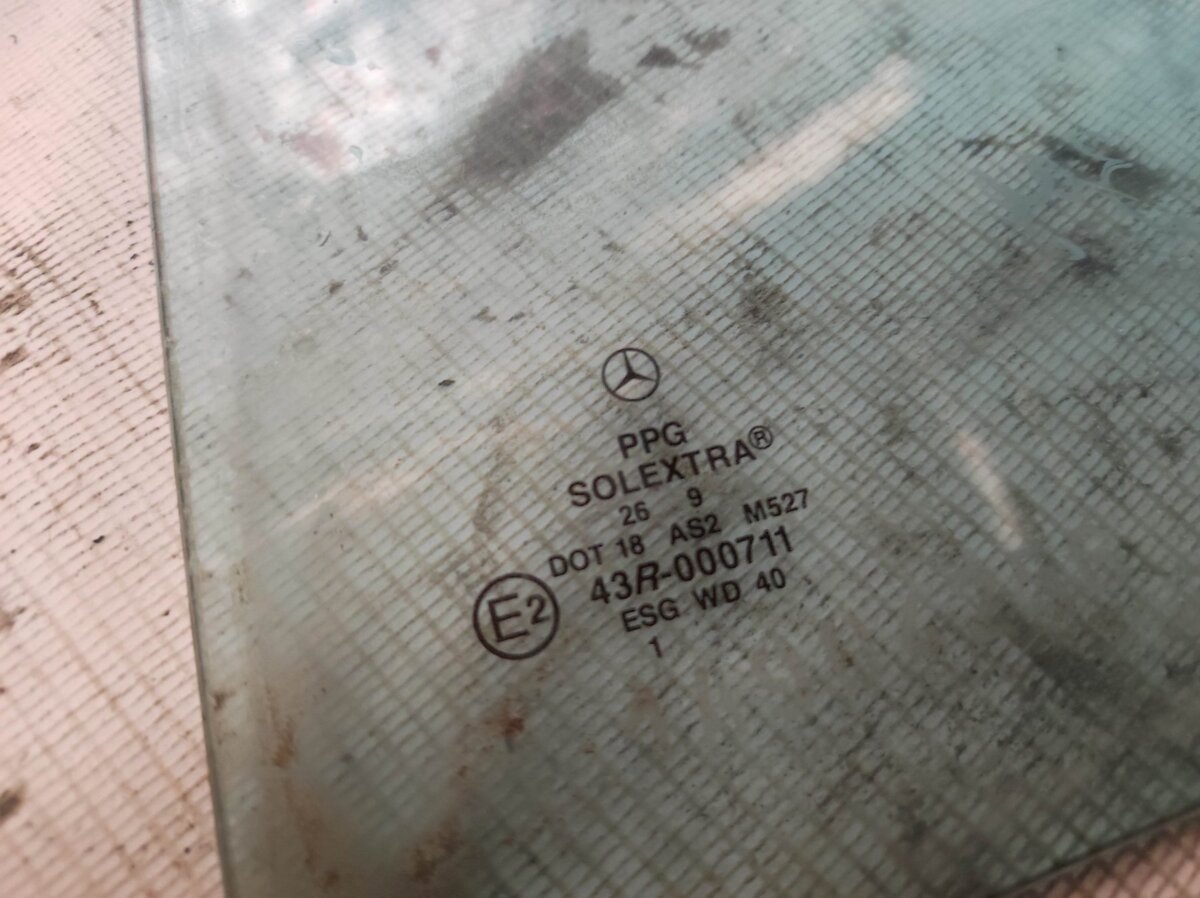 PPG
SOLEXTRA®
26 9
DOT 18 AS2 M527
43R-000711
E2
ESG WD 40
1